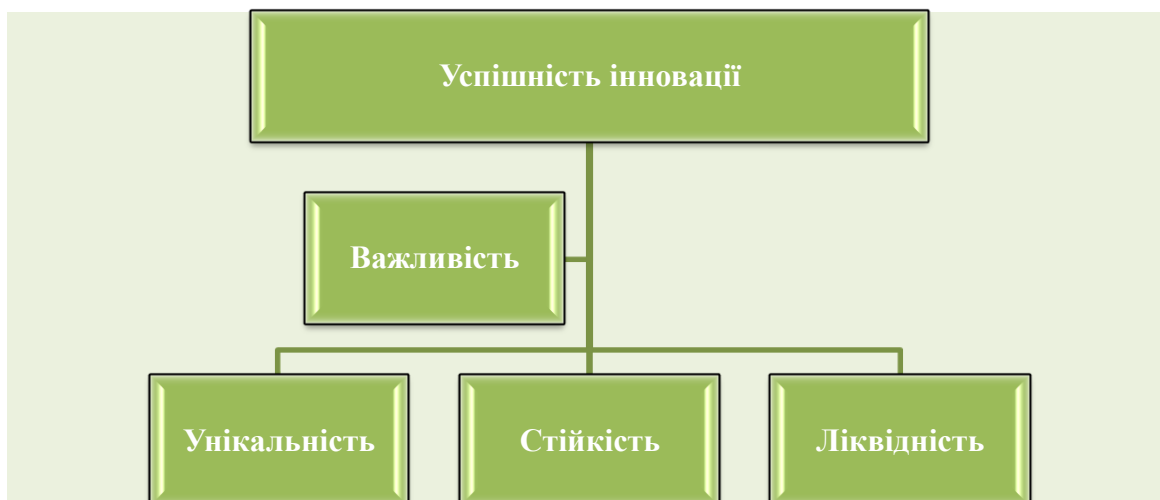 Успішність інновації
Важливість
Унікальність
Стійкість
Ліквідність